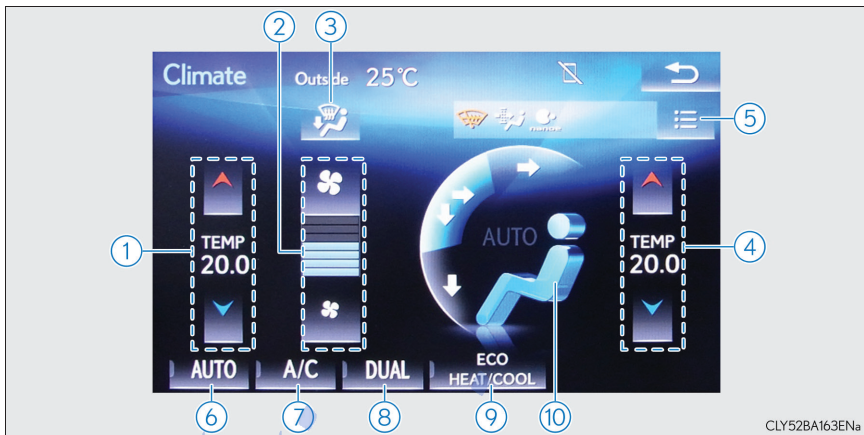 2 3
Climate Outside 25℃
5
1 TEMP
20.0
AUTO
TEMP
20.0 4
AUTO A/C DUAL ECO
HEAT/COOL
6 7 8 9 10
CLY52BA163ENa